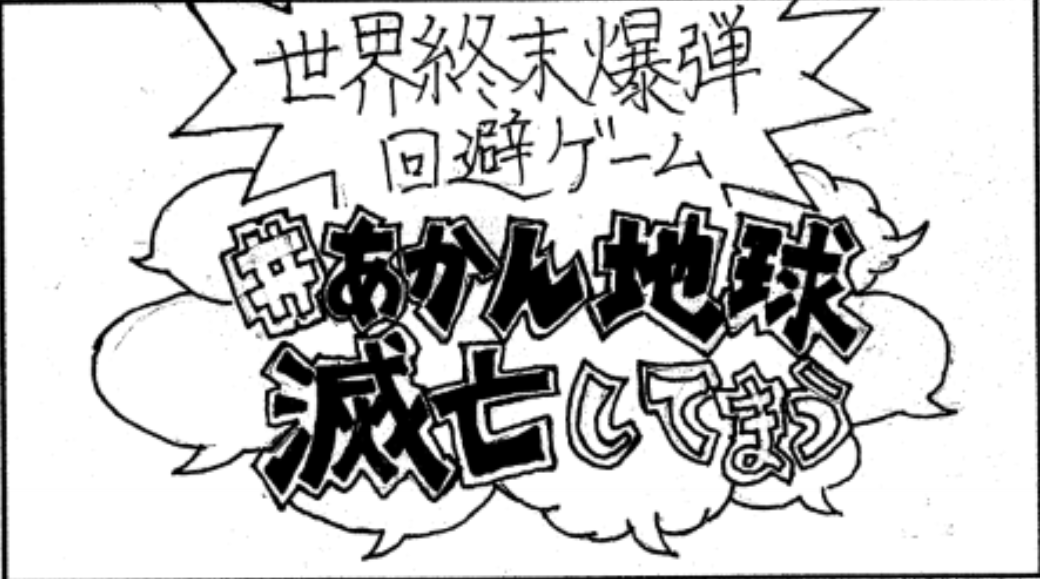 世界終末爆弾
回避ゲーム
#あかん地球
滅亡してまう